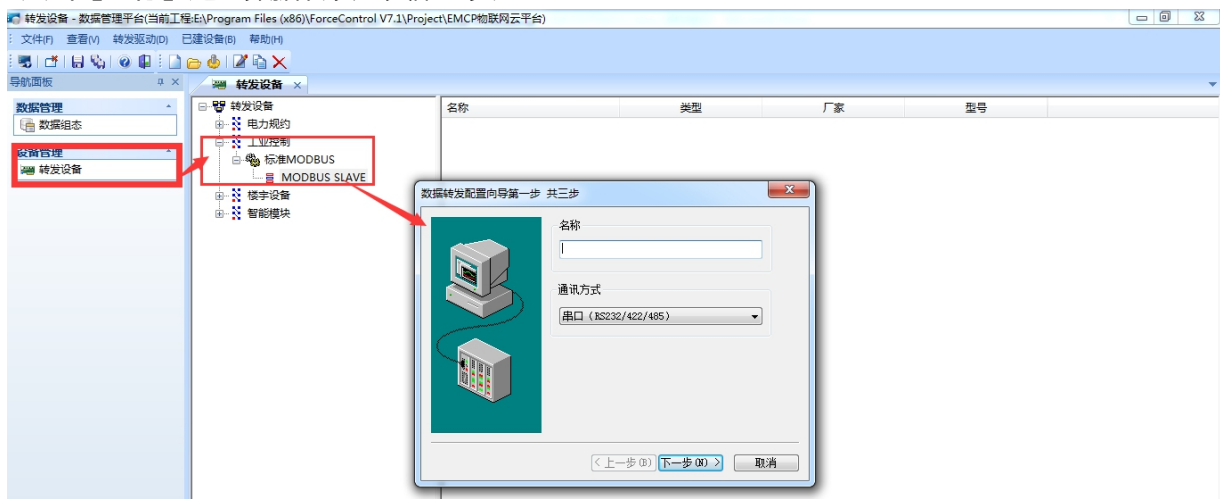 转发设备 - 数据管理平台(当前工程:E:\Program Files (x86)\ForceControl V7.1\Project\EMCP物联网云平台)
文件(F) 查看(V) 转发驱动(D) 已建设备(B) 帮助(H)
导航面板
转发设备
数据管理
数据组态
设备管理
转发设备
转发设备
电力规约
工业控制
标准MODBUS
MODBUS SLAVE
楼宇设备
智能模块
名称 类型 厂家 型号
数据转发配置向导第一步 共三步
名称
通讯方式
串口（RS232/422/485）
<上一步(B) 下一步(N)> 取消